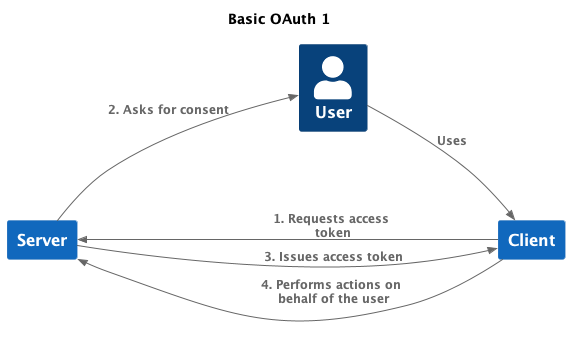 Basic OAuth 1
User
2. Asks for consent
Uses
Server
Client
1. Requests access
token
3. Issues access token
4. Performs actions on
behalf of the user